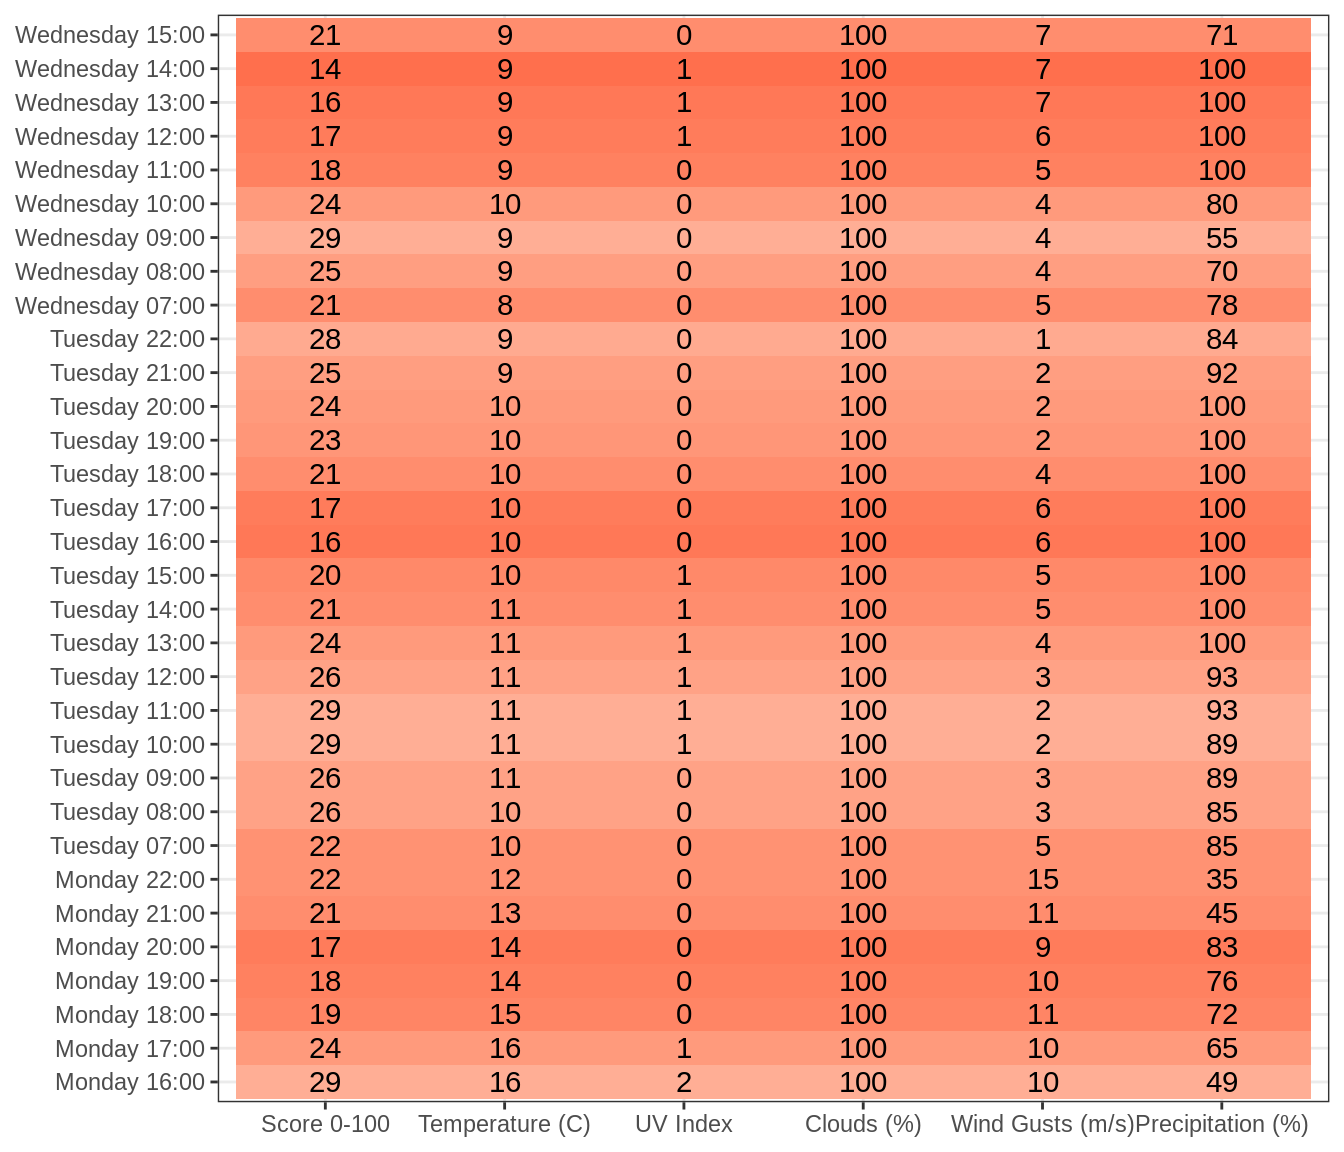 Wednesday 15:00 21 9 0 100 7 71
Wednesday 14:00 14 9 1 100 7 100
Wednesday 13:00 16 9 1 100 7 100
Wednesday 12:00 17 9 1 100 6 100
Wednesday 11:00 18 9 0 100 5 100
Wednesday 10:00 24 10 0 100 4 80
Wednesday 09:00 29 9 0 100 4 55
Wednesday 08:00 25 9 0 100 4 70
Wednesday 07:00 21 8 0 100 5 78
Tuesday 22:00 28 9 0 100 1 84
Tuesday 21:00 25 9 0 100 2 92
Tuesday 20:00 24 10 0 100 2 100
Tuesday 19:00 23 10 0 100 2 100
Tuesday 18:00 21 10 0 100 4 100
Tuesday 17:00 17 10 0 100 6 100
Tuesday 16:00 16 10 0 100 6 100
Tuesday 15:00 20 10 1 100 5 100
Tuesday 14:00 21 11 1 100 5 100
Tuesday 13:00 24 11 1 100 4 100
Tuesday 12:00 26 11 1 100 3 93
Tuesday 11:00 29 11 1 100 2 93
Tuesday 10:00 29 11 1 100 2 89
Tuesday 09:00 26 11 0 100 3 89
Tuesday 08:00 26 10 0 100 3 85
Tuesday 07:00 22 10 0 100 5 85
Monday 22:00 22 12 0 100 15 35
Monday 21:00 21 13 0 100 11 45
Monday 20:00 17 14 0 100 9 83
Monday 19:00 18 14 0 100 10 76
Monday 18:00 19 15 0 100 11 72
Monday 17:00 24 16 1 100 10 65
Monday 16:00 29 16 2 100 10 49
Score 0-100 Temperature (C) UV Index Clouds (%) Wind Gusts (m/s) Precipitation (%)